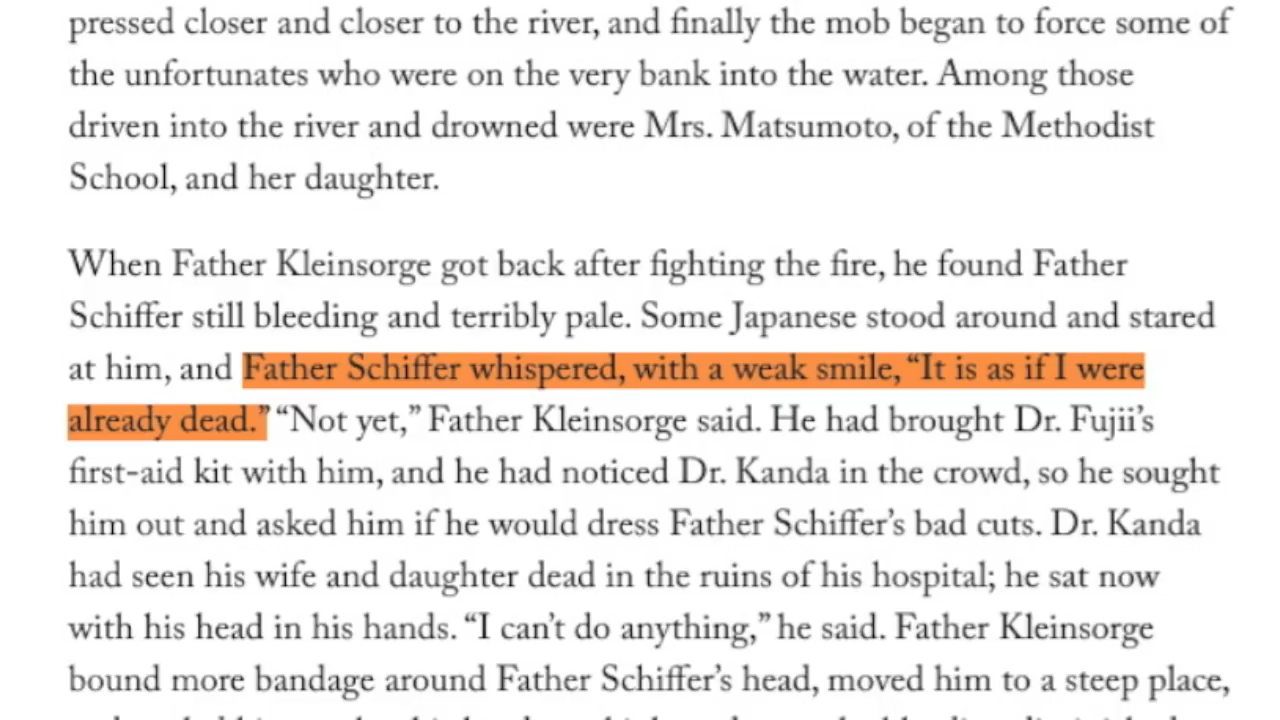 pressed closer and closer to the river, and finally the mob began to force some of
the unfortunates who were on the very bank into the water. Among those
driven into the river and drowned were Mrs. Matsumoto, of the Methodist
School, and her daughter.
When Father Kleinsorge got back after fighting the fire, he found Father
Schiffer still bleeding and terribly pale. Some Japanese stood around and stared
at him, and Father Schiffer whispered, with a weak smile, “It is as if I were
already dead.” “Not yet,” Father Kleinsorge said. He had brought Dr. Fujii’s
first-aid kit with him, and he had noticed Dr. Kanda in the crowd, so he sought
him out and asked him if he would dress Father Schiffer’s bad cuts. Dr. Kanda
had seen his wife and daughter dead in the ruins of his hospital; he sat now
with his head in his hands. “I can’t do anything,” he said. Father Kleinsorge
bound more bandage around Father Schiffer’s head, moved him to a steep place,